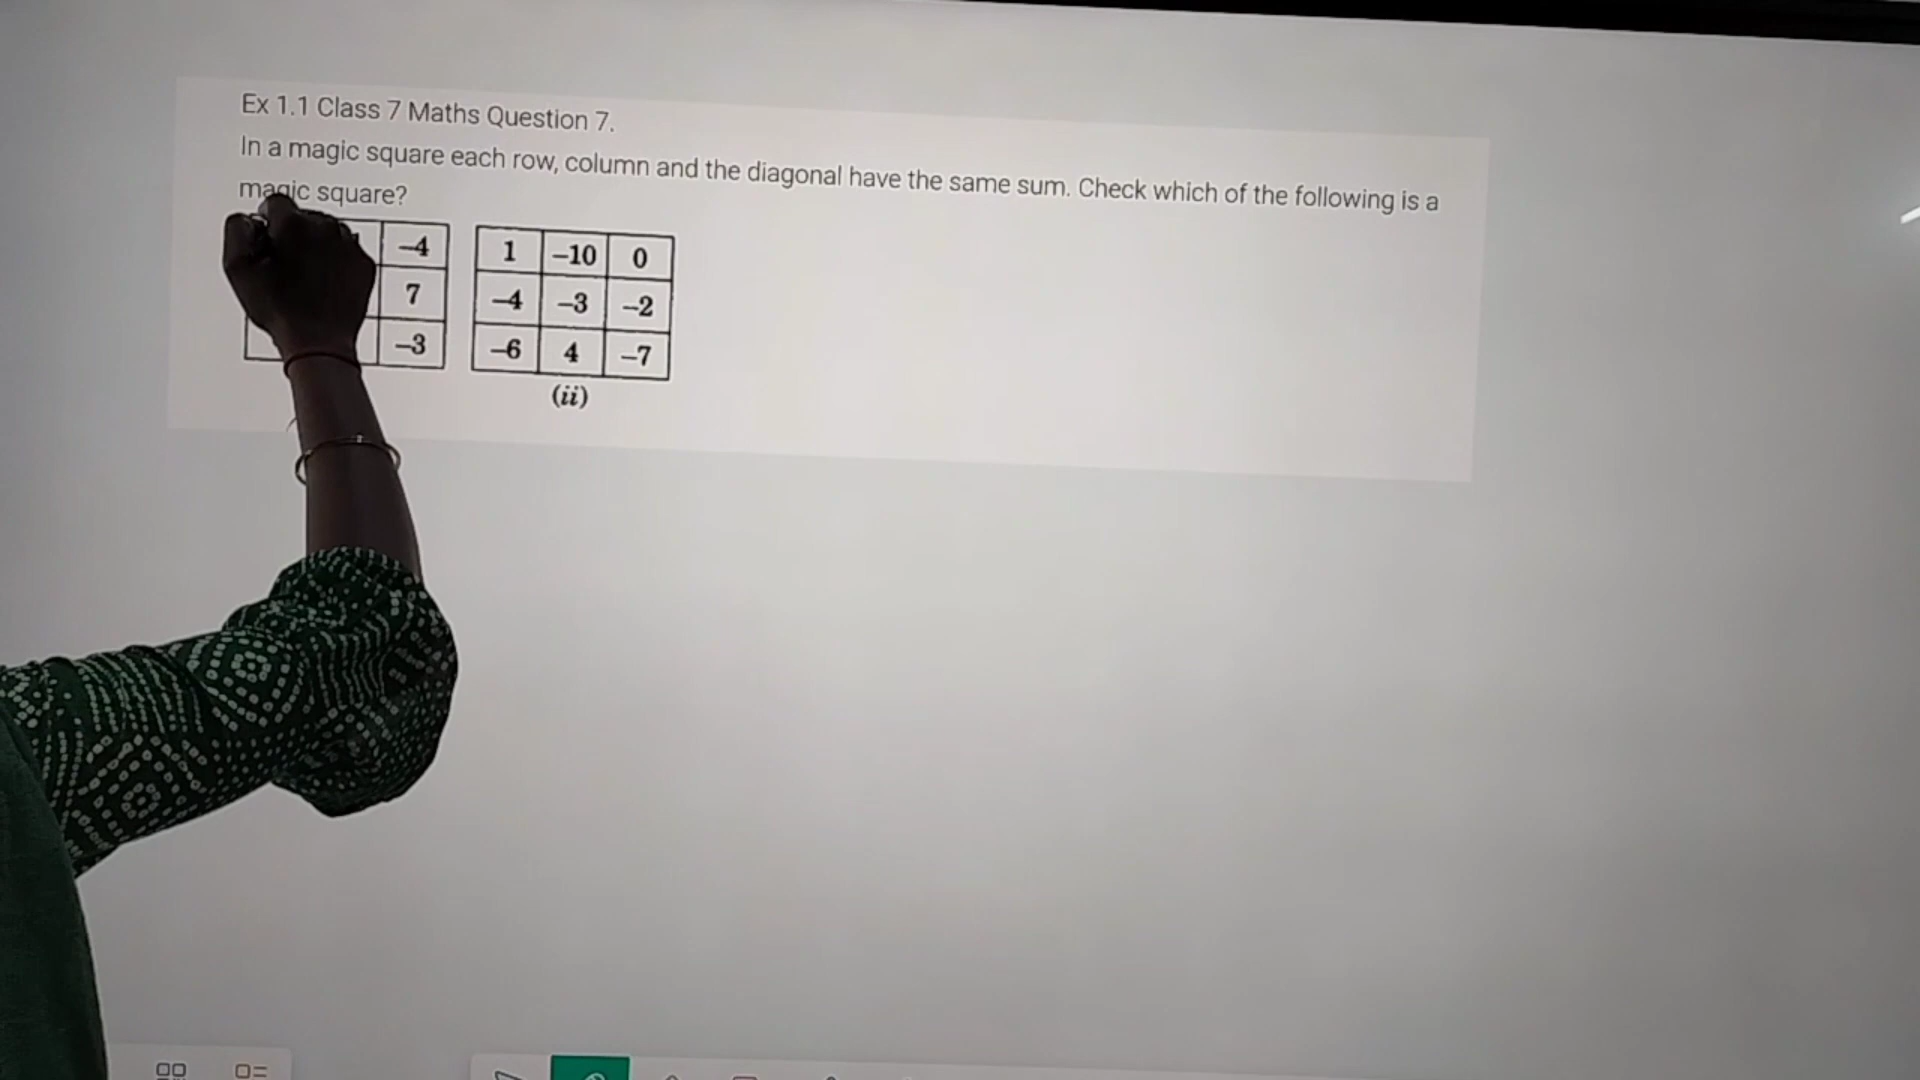 Ex 1.1 Class 7 Maths Question 7.
In a magic square each row, column and the diagonal have the same sum. Check which of the following is a
magic square?
–4
7
–3
1 –10 0
–4 –3 –2
–6 4 –7
(ii)